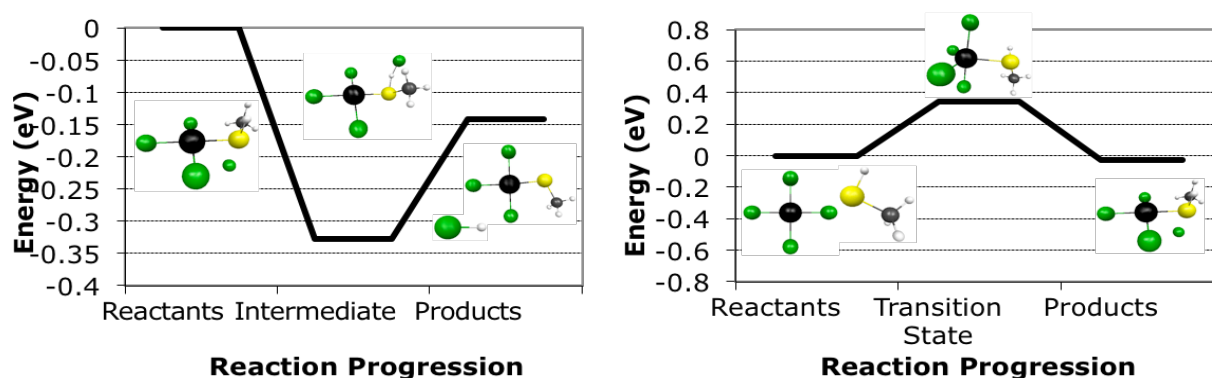 Energy (eV)
0
-0.05
-0.1
-0.15
-0.2
-0.25
-0.3
-0.35
-0.4
Reactants Intermediate Products
Reaction Progression
Energy (eV)
0.8
0.6
0.4
0.2
0
-0.2
-0.4
-0.6
-0.8
Reactants Transition Products
State
Reaction Progression